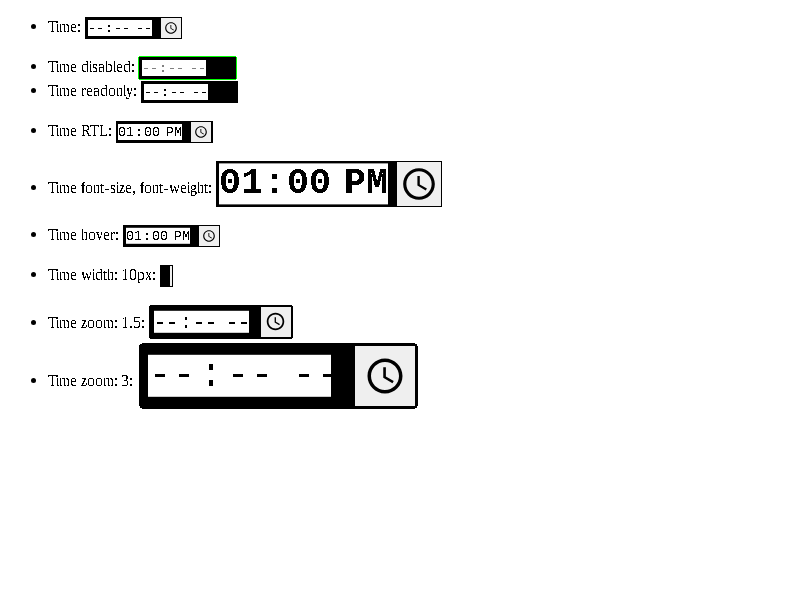 Time: --:-- --
Time disabled: --:-- --
Time readonly: --:-- --
Time RTL: 01:00 PM
Time font-size, font-weight: 01:00 PM
Time hover: 01:00 PM
Time width: 10px:
Time zoom: 1.5: --:-- --
Time zoom: 3: --:-- --